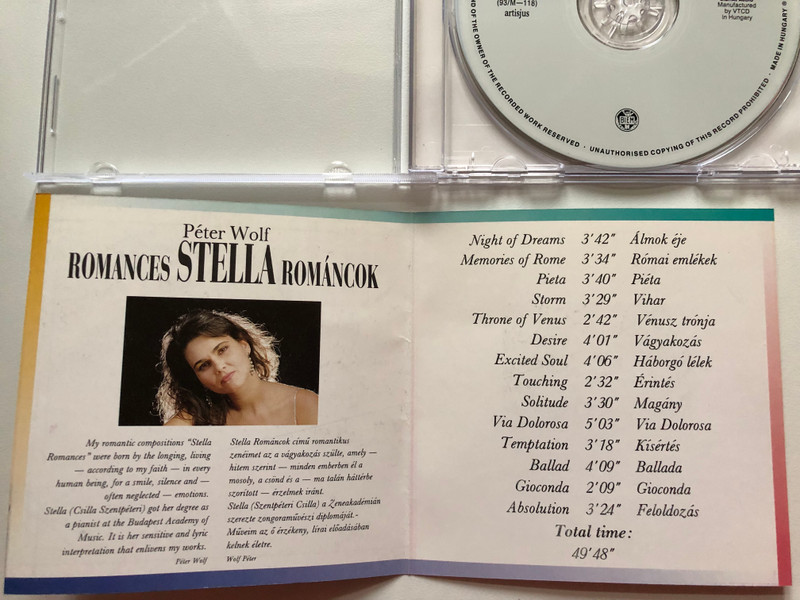 (93/M—118)
artisjus
Manufactured
by VTCD
in Hungary
OF THE OWNER OF THE RECORDED WORK RESERVED · UNAUTHORISED COPYING OF THIS RECORD PROHIBITED · MADE IN HUNGARY
BIEM
Péter Wolf
ROMANCES STELLA ROMÁNCOK
My romantic compositions "Stella
Romances" were born by the longing, living
— according to my faith — in every
human being, for a smile, silence and —
often neglected — emotions.
Stella (Csilla Szentpéteri) got her degree as
a pianist at the Budapest Academy of
Music. It is her sensitive and lyric
interpretation that enlivens my works.
Péter Wolf
Stella Románcok című romantikus
zenéimet az a vágyakozás szülte, amely —
hitem szerint — minden emberben él a
mosoly, a csönd és a — ma talán háttérbe
szorított — érzelmek iránt.
Stella (Szentpéteri Csilla) a Zeneakadémián
szerezte zongoraművészi diplomáját.-
Műveim az ő érzékeny, lírai előadásában
kelnek életre.
Wolf Péter
Night of Dreams 3'42" Álmok éje
Memories of Rome 3'34" Római emlékek
Pieta 3'40" Piéta
Storm 3'29" Vihar
Throne of Venus 2'42" Vénusz trónja
Desire 4'01" Vágyakozás
Excited Soul 4'06" Háborgó lélek
Touching 2'32" Érintés
Solitude 3'30" Magány
Via Dolorosa 5'03" Via Dolorosa
Temptation 3'18" Kísértés
Ballad 4'09" Ballada
Gioconda 2'09" Gioconda
Absolution 3'24" Feloldozás
Total time:
49'48"